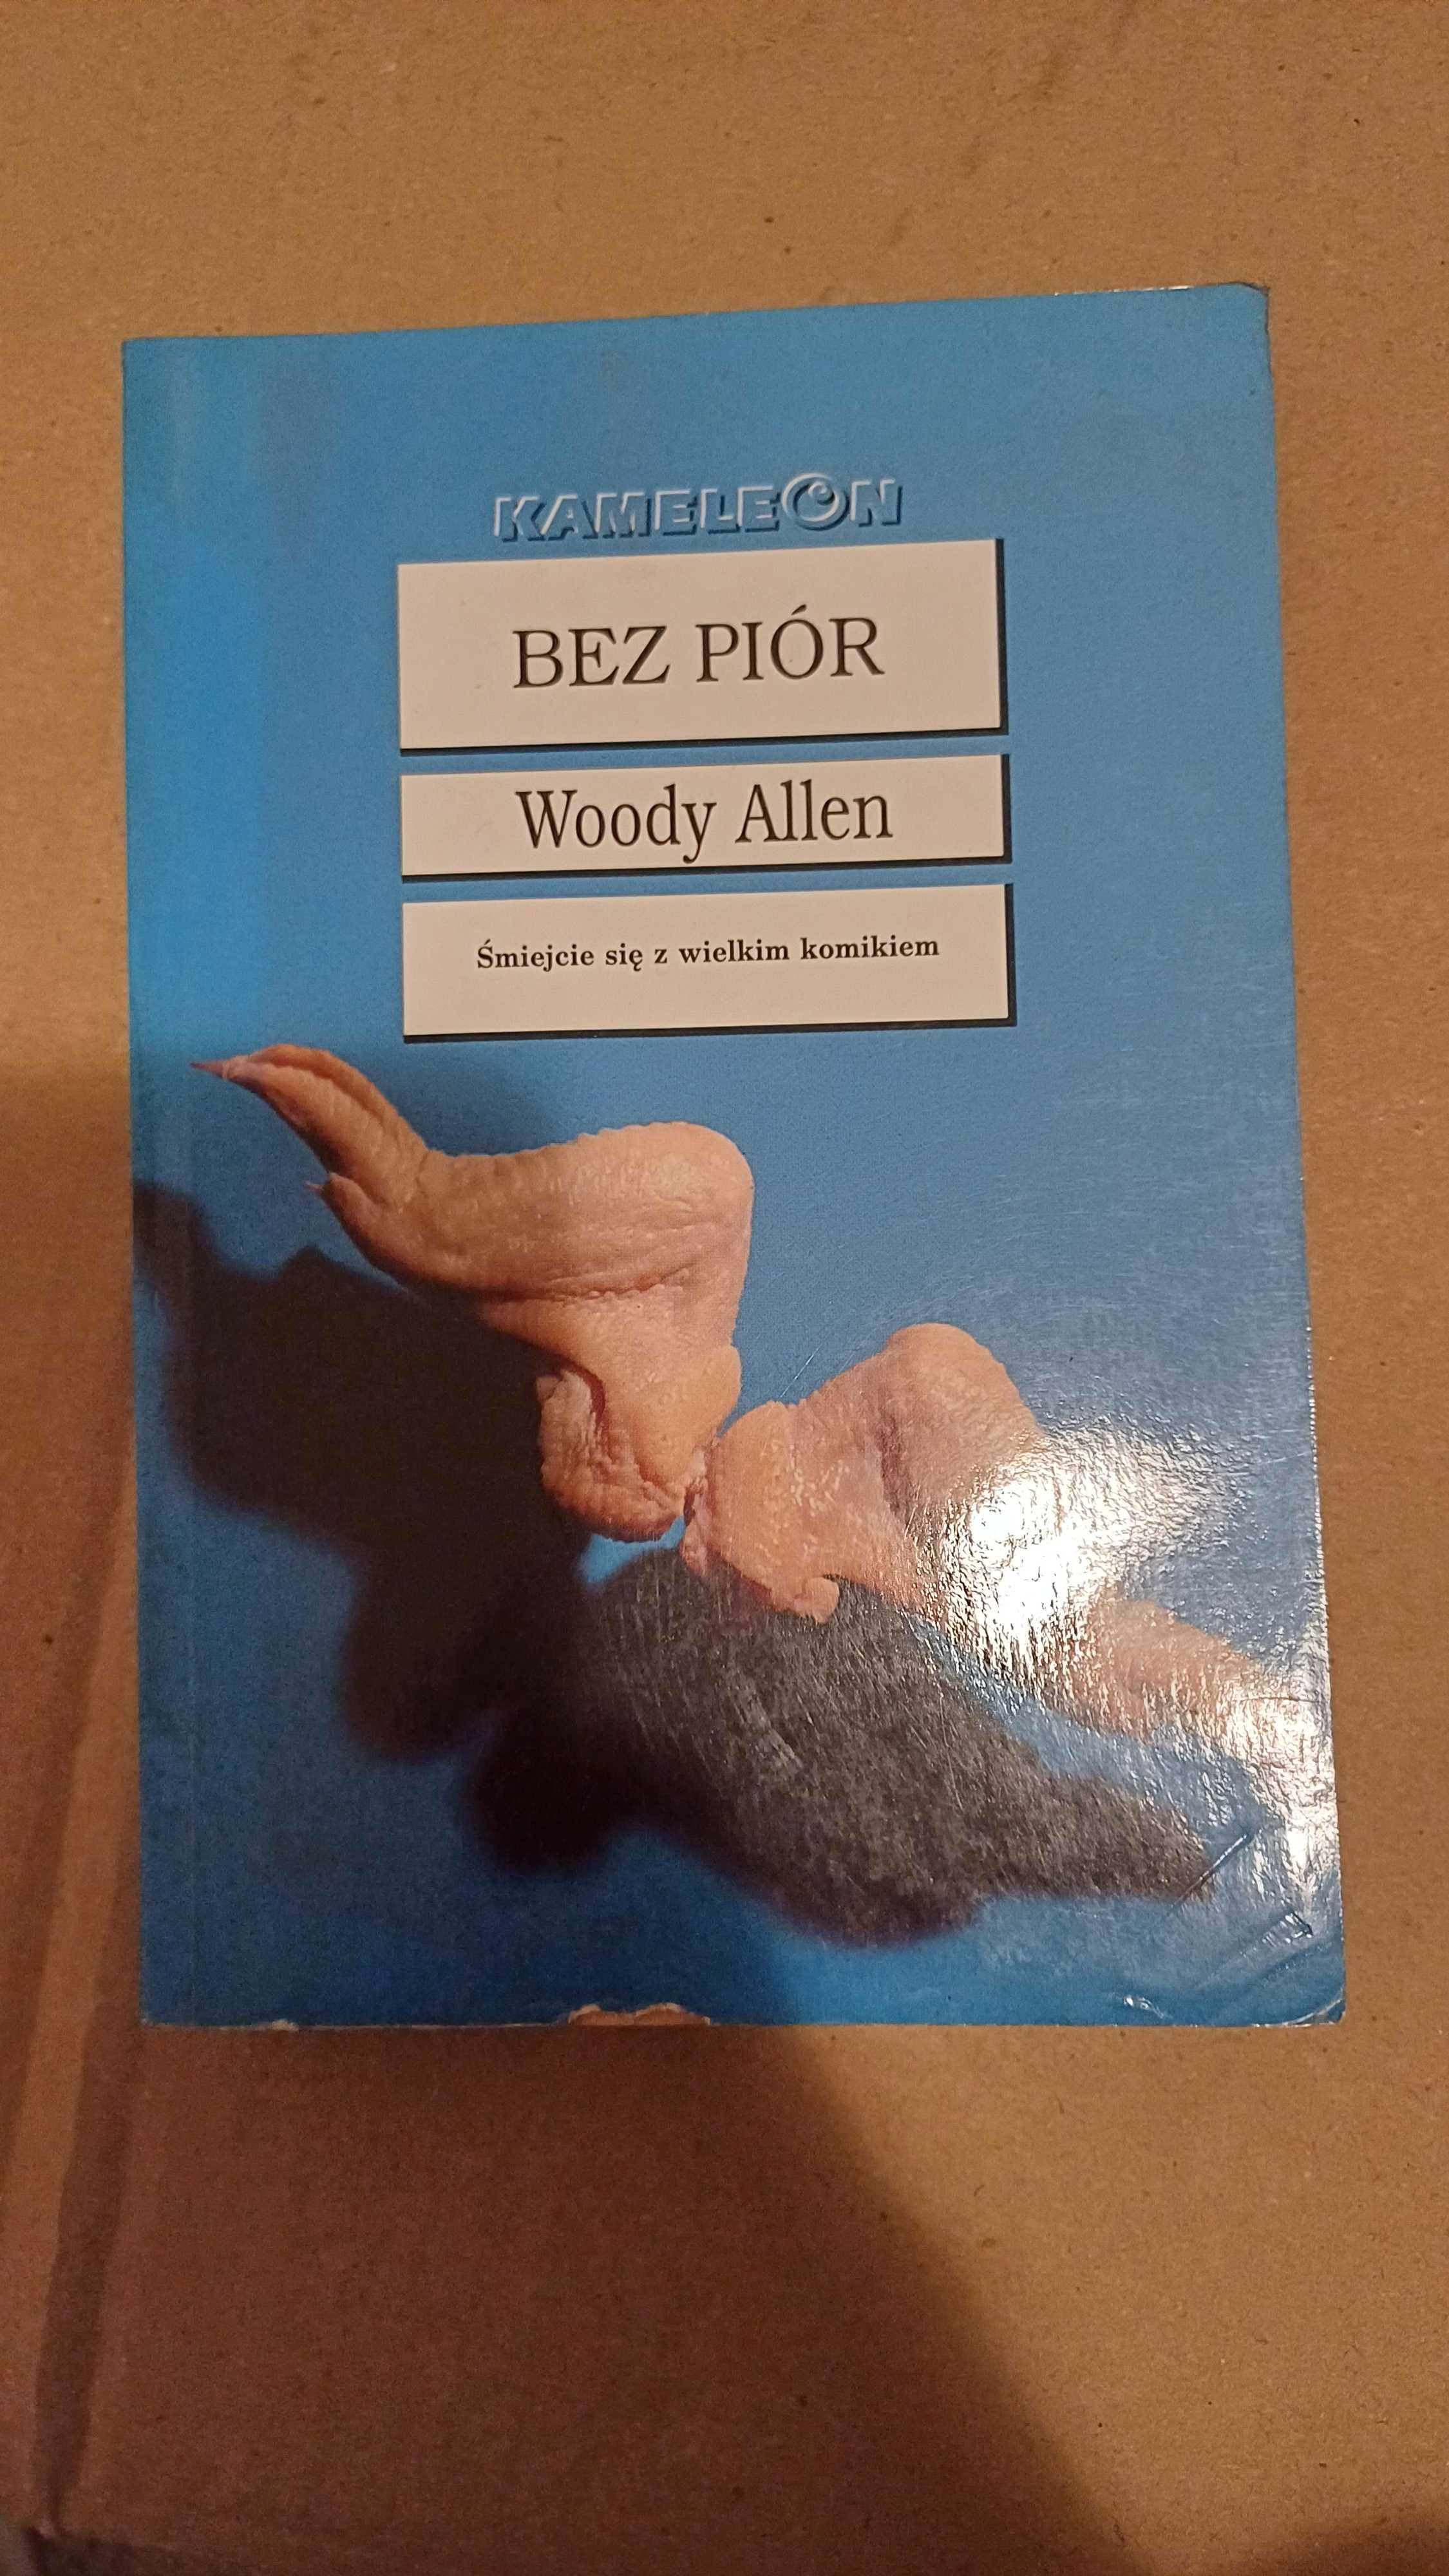 KAMELEON
BEZ PIÓR
Woody Allen
Śmiejcie się z wielkim komikiem